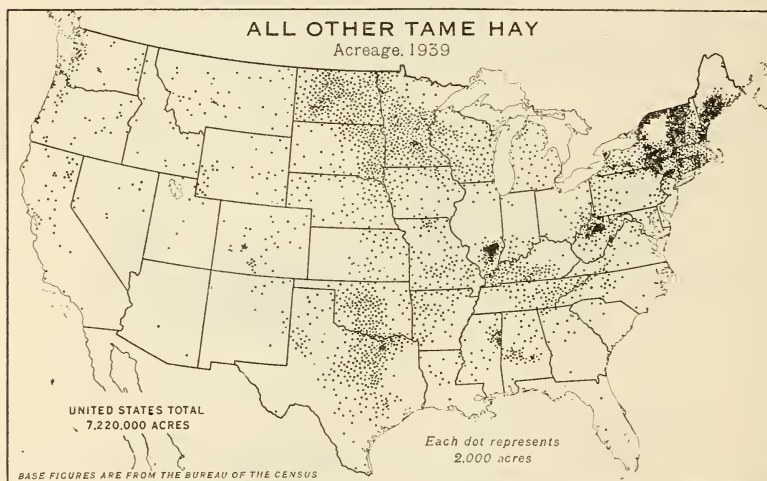 ALL OTHER TAME HAY
Acreage, 1939
UNITED STATES TOTAL
7,220,000 ACRES
Each dot represents
2,000 acres
BASE FIGURES ARE FROM THE BUREAU OF THE CENSUS